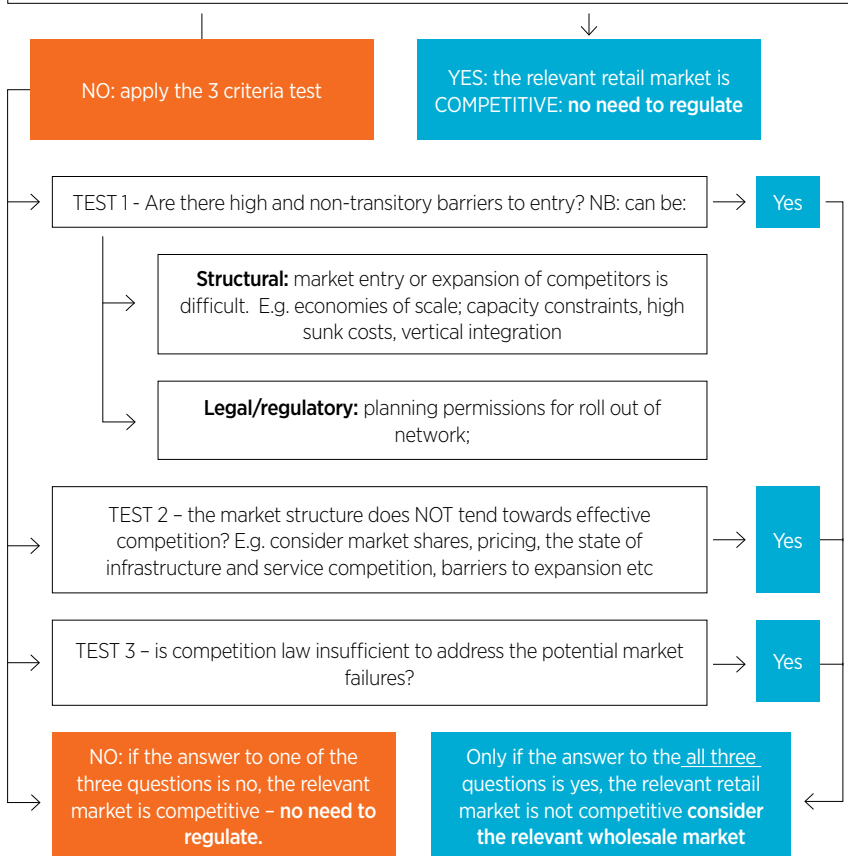 NO: apply the 3 criteria test
YES: the relevant retail market is
COMPETITIVE: no need to regulate
TEST 1 - Are there high and non-transitory barriers to entry? NB: can be:
Yes
Structural: market entry or expansion of competitors is
difficult. E.g. economies of scale; capacity constraints, high
sunk costs, vertical integration
Legal/regulatory: planning permissions for roll out of
network;
TEST 2 – the market structure does NOT tend towards effective
competition? E.g. consider market shares, pricing, the state of
infrastructure and service competition, barriers to expansion etc
Yes
TEST 3 – is competition law insufficient to address the potential market
failures?
Yes
NO: if the answer to one of the
three questions is no, the relevant
market is competitive – no need to
regulate.
Only if the answer to the all three
questions is yes, the relevant retail
market is not competitive consider
the relevant wholesale market